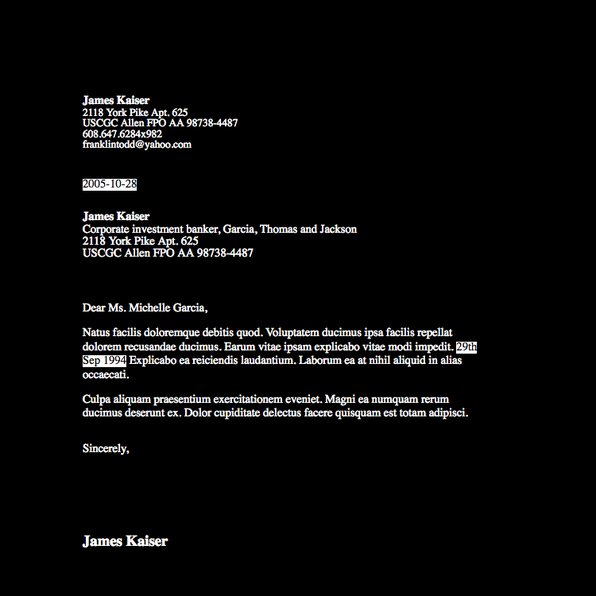 James Kaiser
2118 York Pike Apt. 625
USCGC Allen FPO AA 98738-4487
608.647.6284x982
franklintodd@yahoo.com
2005-10-28
James Kaiser
Corporate investment banker, Garcia, Thomas and Jackson
2118 York Pike Apt. 625
USCGC Allen FPO AA 98738-4487
Dear Ms. Michelle Garcia,
Natus facilis doloremque debitis quod. Voluptatem ducimus ipsa facilis repellat
dolorem recusandae ducimus. Earum vitae ipsam explicabo vitae modi impedit. 29th
Sep 1994 Explicabo ea reiciendis laudantium. Laborum ea at nihil aliquid in alias
occaecati.
Culpa aliquam praesentium exercitationem eveniet. Magni ea numquam rerum
ducimus deserunt ex. Dolor cupiditate delectus facere quisquam est totam adipisci.
Sincerely,
James Kaiser